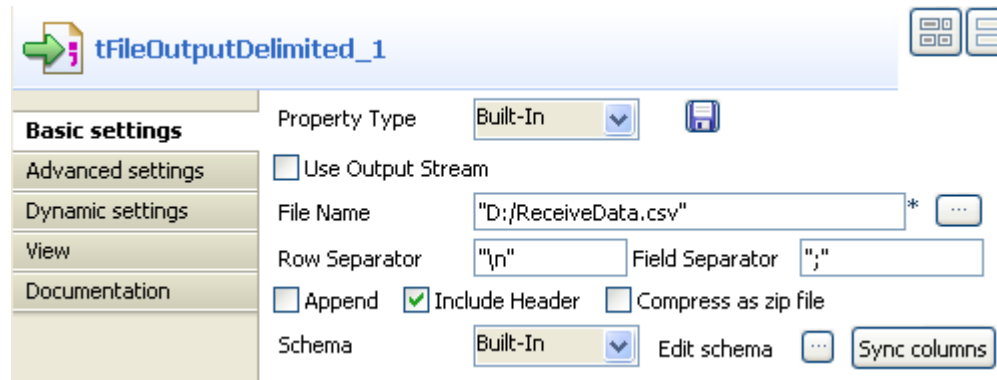 tFileOutputDelimited_1
Basic settings
Advanced settings
Dynamic settings
View
Documentation
Property Type Built-In
Use Output Stream
File Name "D:/ReceiveData.csv" * ...
Row Separator "\n" Field Separator ";"
Append Include Header Compress as zip file
Schema Built-In Edit schema ... Sync columns